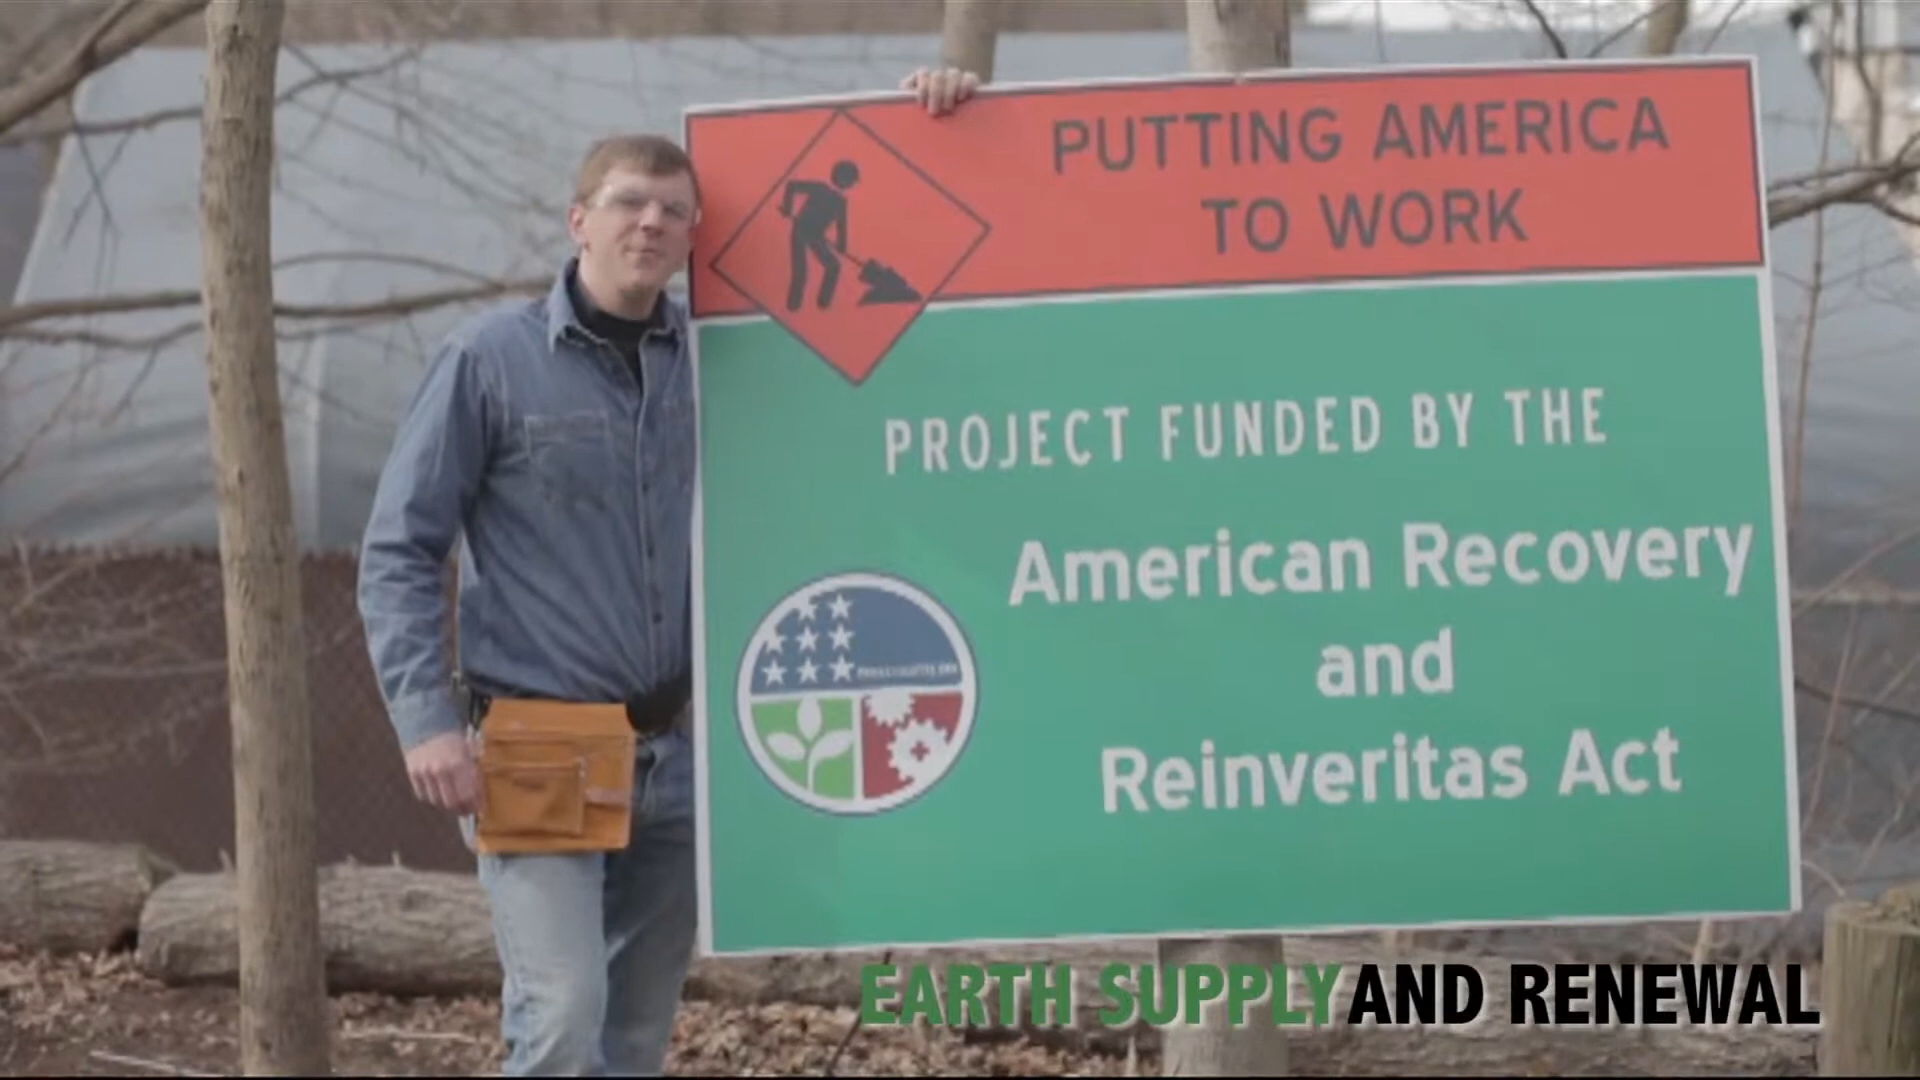 PUTTING AMERICA
TO WORK
PROJECT FUNDED BY THE
American Recovery
and
Reinveritas Act
EARTH SUPPLY AND RENEWAL